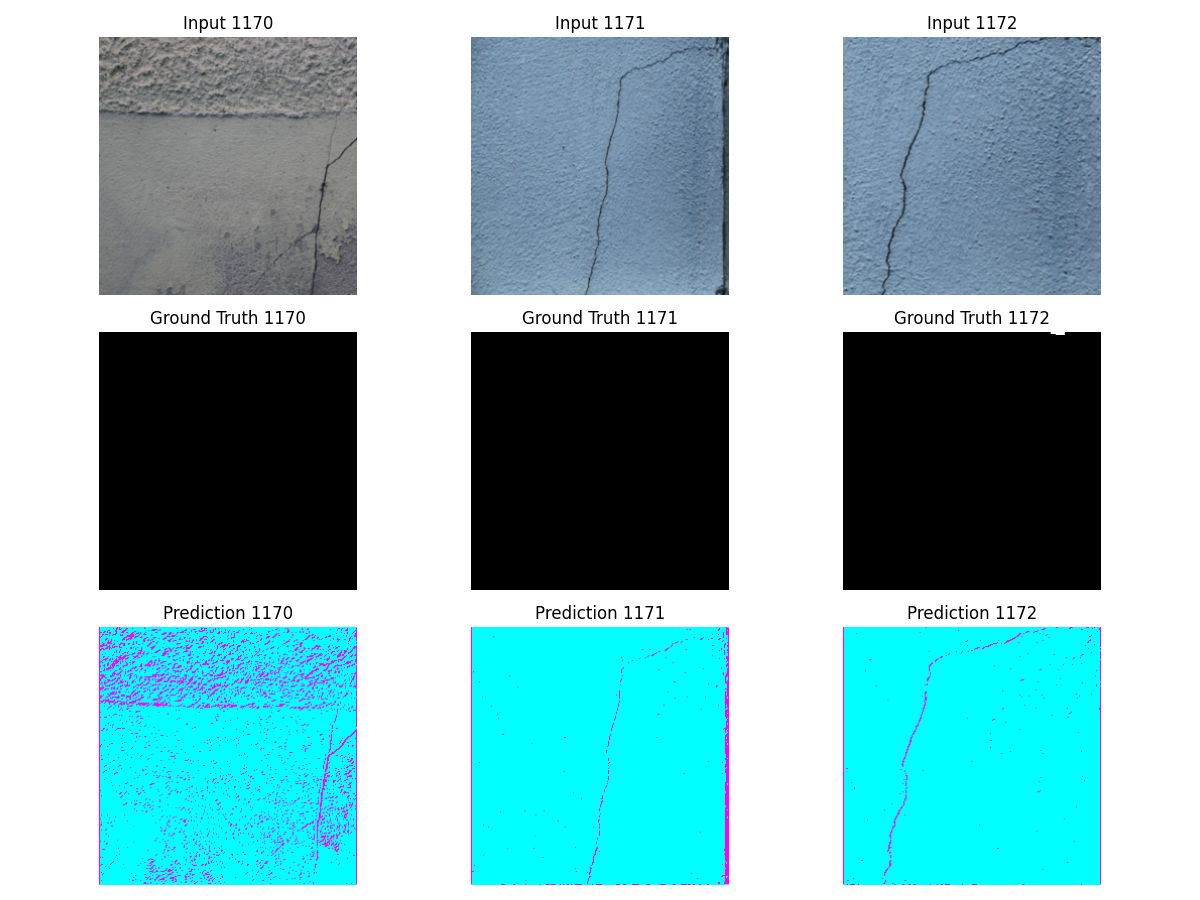 Input 1170
Input 1171
Input 1172
Ground Truth 1170
Ground Truth 1171
Ground Truth 1172
Prediction 1170
Prediction 1171
Prediction 1172